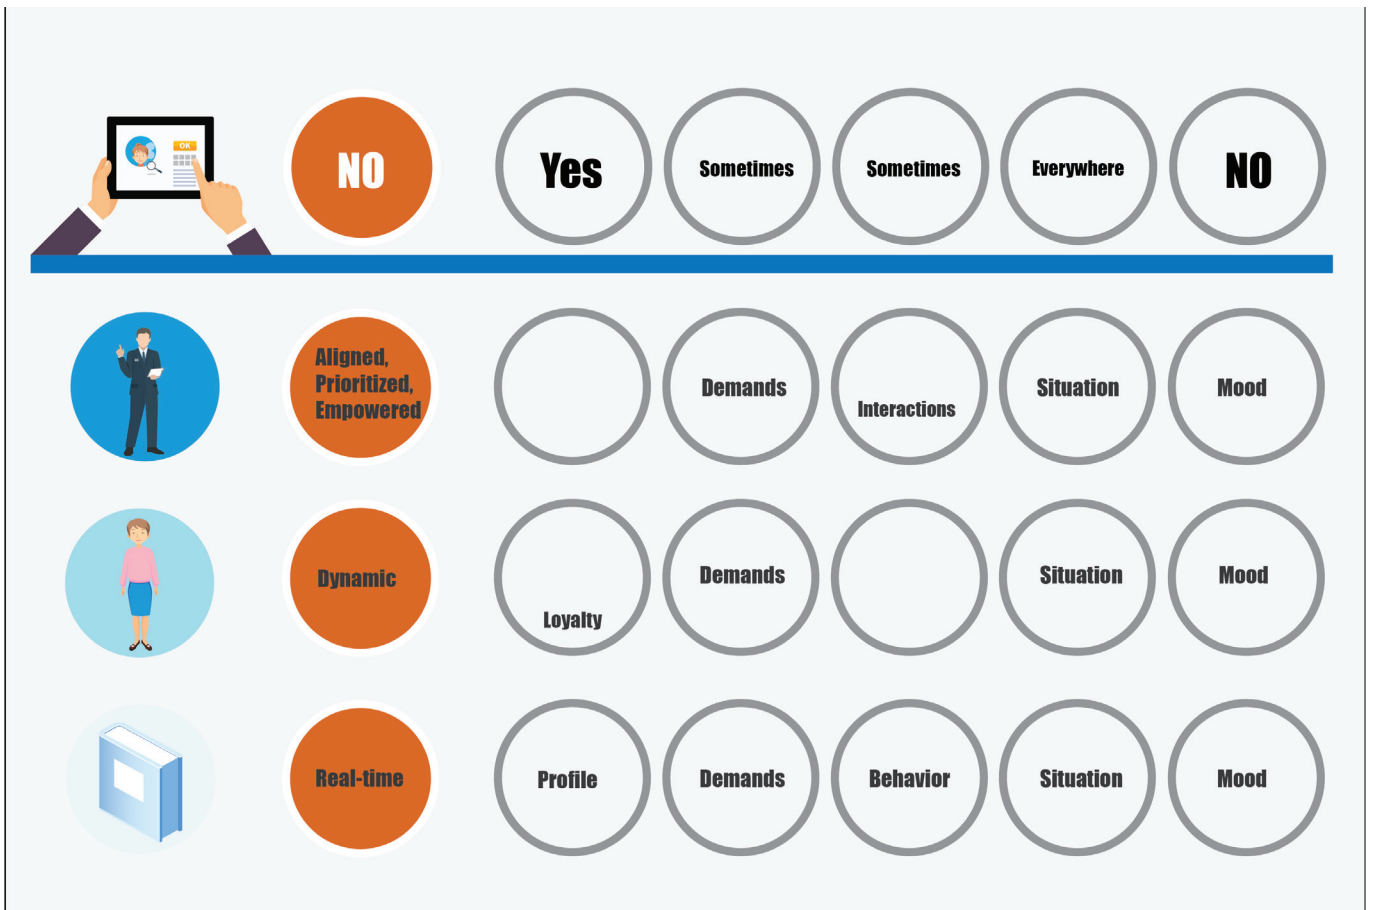 OK
NO
Yes
Sometimes
Sometimes
Everywhere
NO
Aligned,
Prioritized,
Empowered
Demands
Interactions
Situation
Mood
Dynamic
Loyalty
Demands
Situation
Mood
Real-time
Profile
Demands
Behavior
Situation
Mood